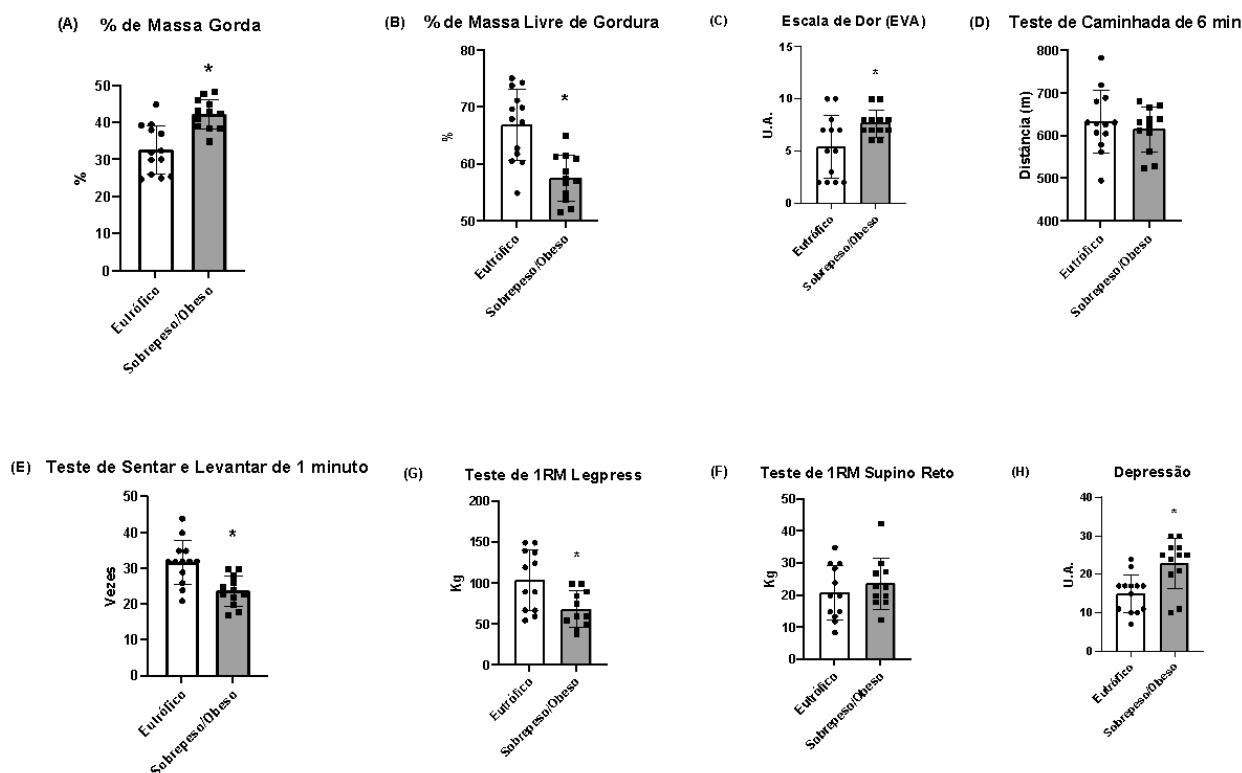 (A) % de Massa Gorda
*
50
40
30
20
10
0
%
Eutrófico
Sobrepeso/Obeso
(B) % de Massa Livre de Gordura
*
80
70
60
50
%
Eutrófico
Sobrepeso/Obeso
(C) Escala de Dor (EVA)
*
15
10
5
0
U.A.
Eutrófico
Sobrepeso/Obeso
(D) Teste de Caminhada de 6 min
800
700
600
500
400
Distância (m)
Eutrófico
Sobrepeso/Obeso
(E) Teste de Sentar e Levantar de 1 minuto
*
50
40
30
20
10
0
Vezes
Eutrófico
Sobrepeso/Obeso
(G) Teste de 1RM Legpress
*
200
150
100
50
0
Kg
Eutrófico
Sobrepeso/Obeso
(F) Teste de 1RM Supino Reto
50
40
30
20
10
0
Kg
Eutrófico
Sobrepeso/Obeso
(H) Depressão
*
40
30
20
10
0
U.A.
Eutrófico
Sobrepeso/Obeso